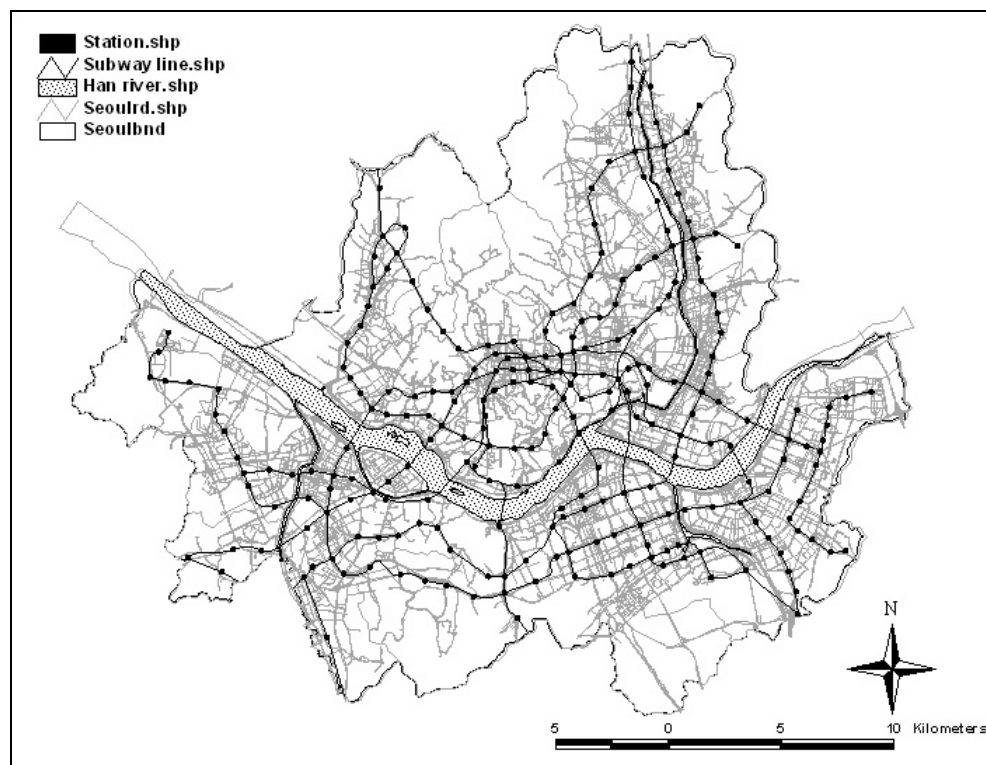 Station.shp
Subway line.shp
Han river.shp
Seoulrd.shp
Seoulbnd
N
5 0 5 10 Kilometers